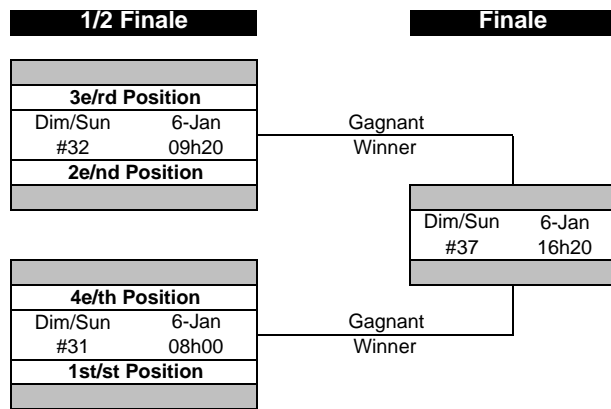 1/2 Finale
Finale
3e/rd Position
Dim/Sun 6-Jan
#32 09h20
2e/nd Position
Gagnant
Winner
Dim/Sun 6-Jan
#37 16h20
4e/th Position
Dim/Sun 6-Jan
#31 08h00
1st/st Position
Gagnant
Winner